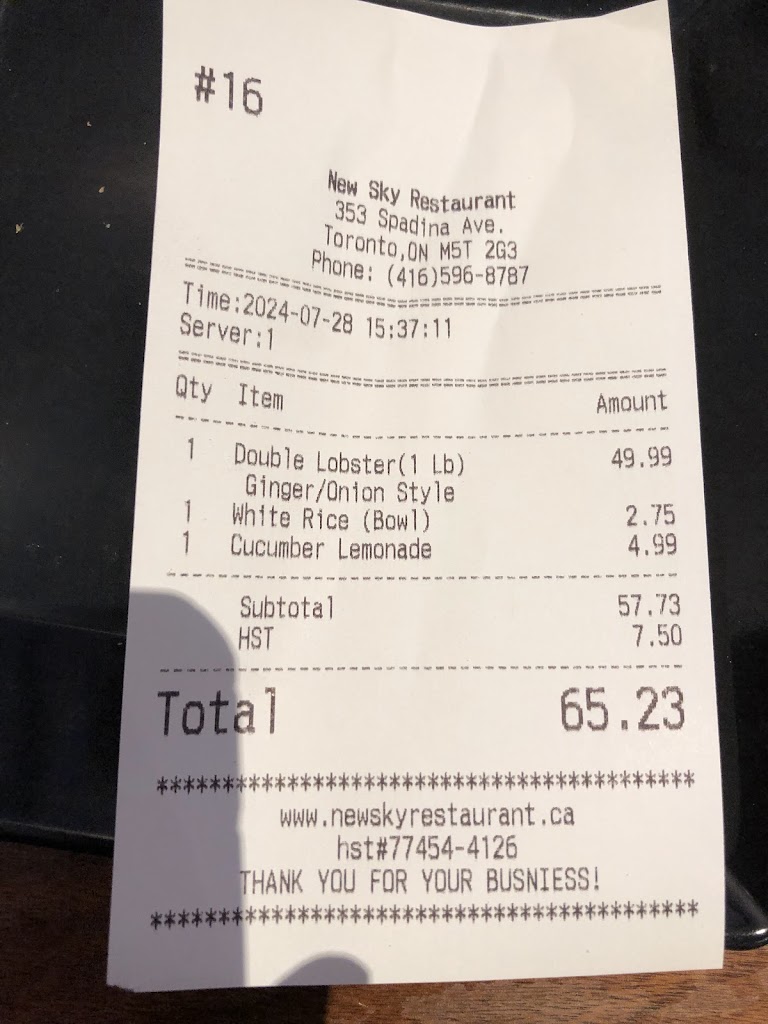 #16
New Sky Restaurant
353 Spadina Ave.
Toronto,ON M5T 2G3
Phone: (416)596-8787
Time:2024-07-28 15:37:11
Server:1
Qty Item Amount
1 Double Lobster(1 Lb) 49.99
Ginger/Onion Style
1 White Rice (Bowl) 2.75
1 Cucumber Lemonade 4.99
Subtotal 57.73
HST 7.50
Total 65.23
******************************************
www.newskyrestaurant.ca
hst#77454-4126
THANK YOU FOR YOUR BUSNIESS!
******************************************